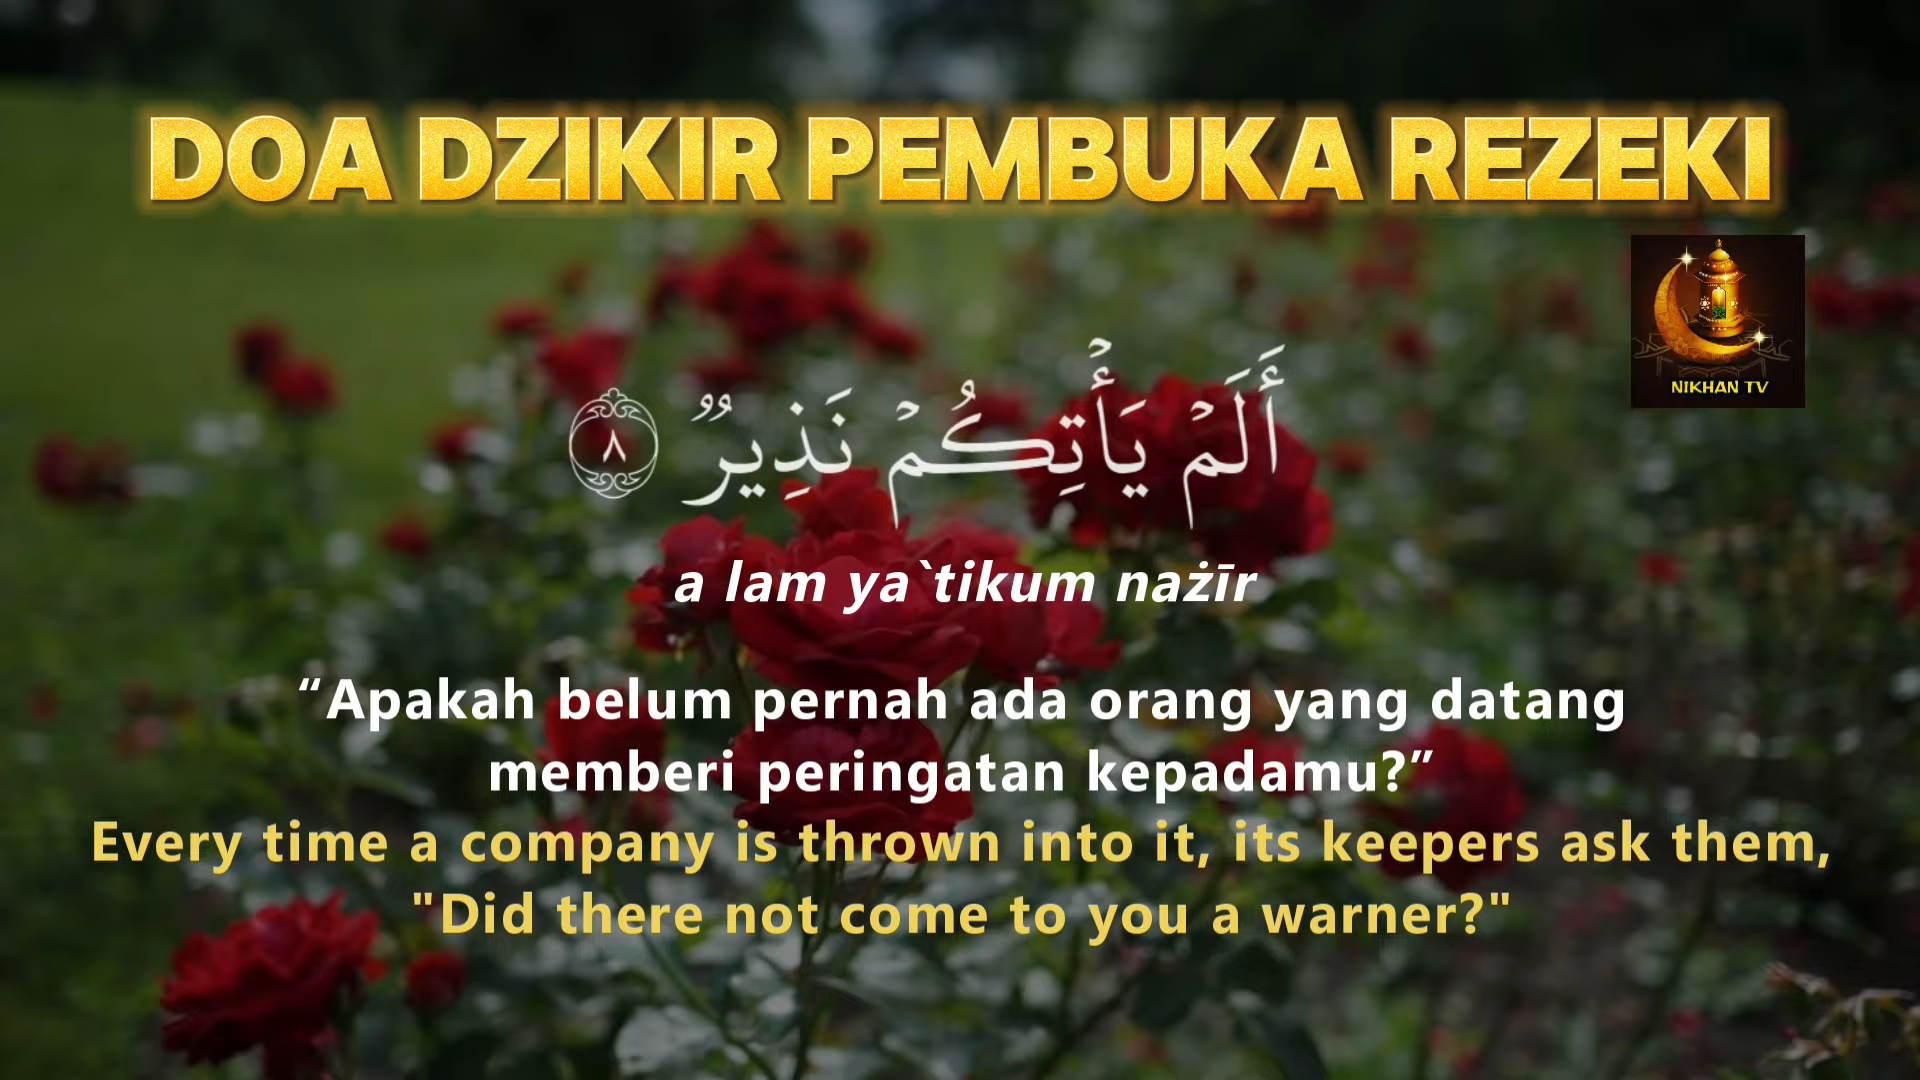 DOA DZIKIR PEMBUKA REZEKI
NIKHAN TV
أَلَمْ يَأْتِكُمْ نَذِيرٌ ٨
a lam ya`tikum nażīr
“Apakah belum pernah ada orang yang datang
memberi peringatan kepadamu?”
Every time a company is thrown into it, its keepers ask them,
"Did there not come to you a warner?"